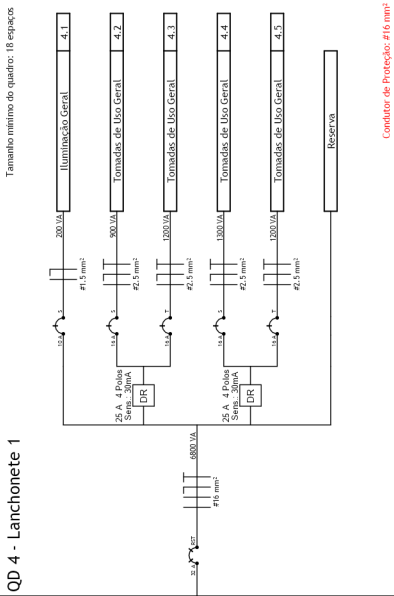 QD 4 - Lanchonete 1
Tamanho mínimo do quadro: 18 espaços
32 A
RST
#16 mm²
6800 VA
10 A
S
#1.5 mm²
200 VA
Iluminação Geral
4.1
25 A 4 Polos
Sens.: 30mA
DR
16 A
S
#2.5 mm²
900 VA
Tomadas de Uso Geral
4.2
16 A
T
#2.5 mm²
1200 VA
Tomadas de Uso Geral
4.3
25 A 4 Polos
Sens.: 30mA
DR
16 A
S
#2.5 mm²
1300 VA
Tomadas de Uso Geral
4.4
16 A
T
#2.5 mm²
1200 VA
Tomadas de Uso Geral
4.5
Reserva
Condutor de Proteção: #16 mm²